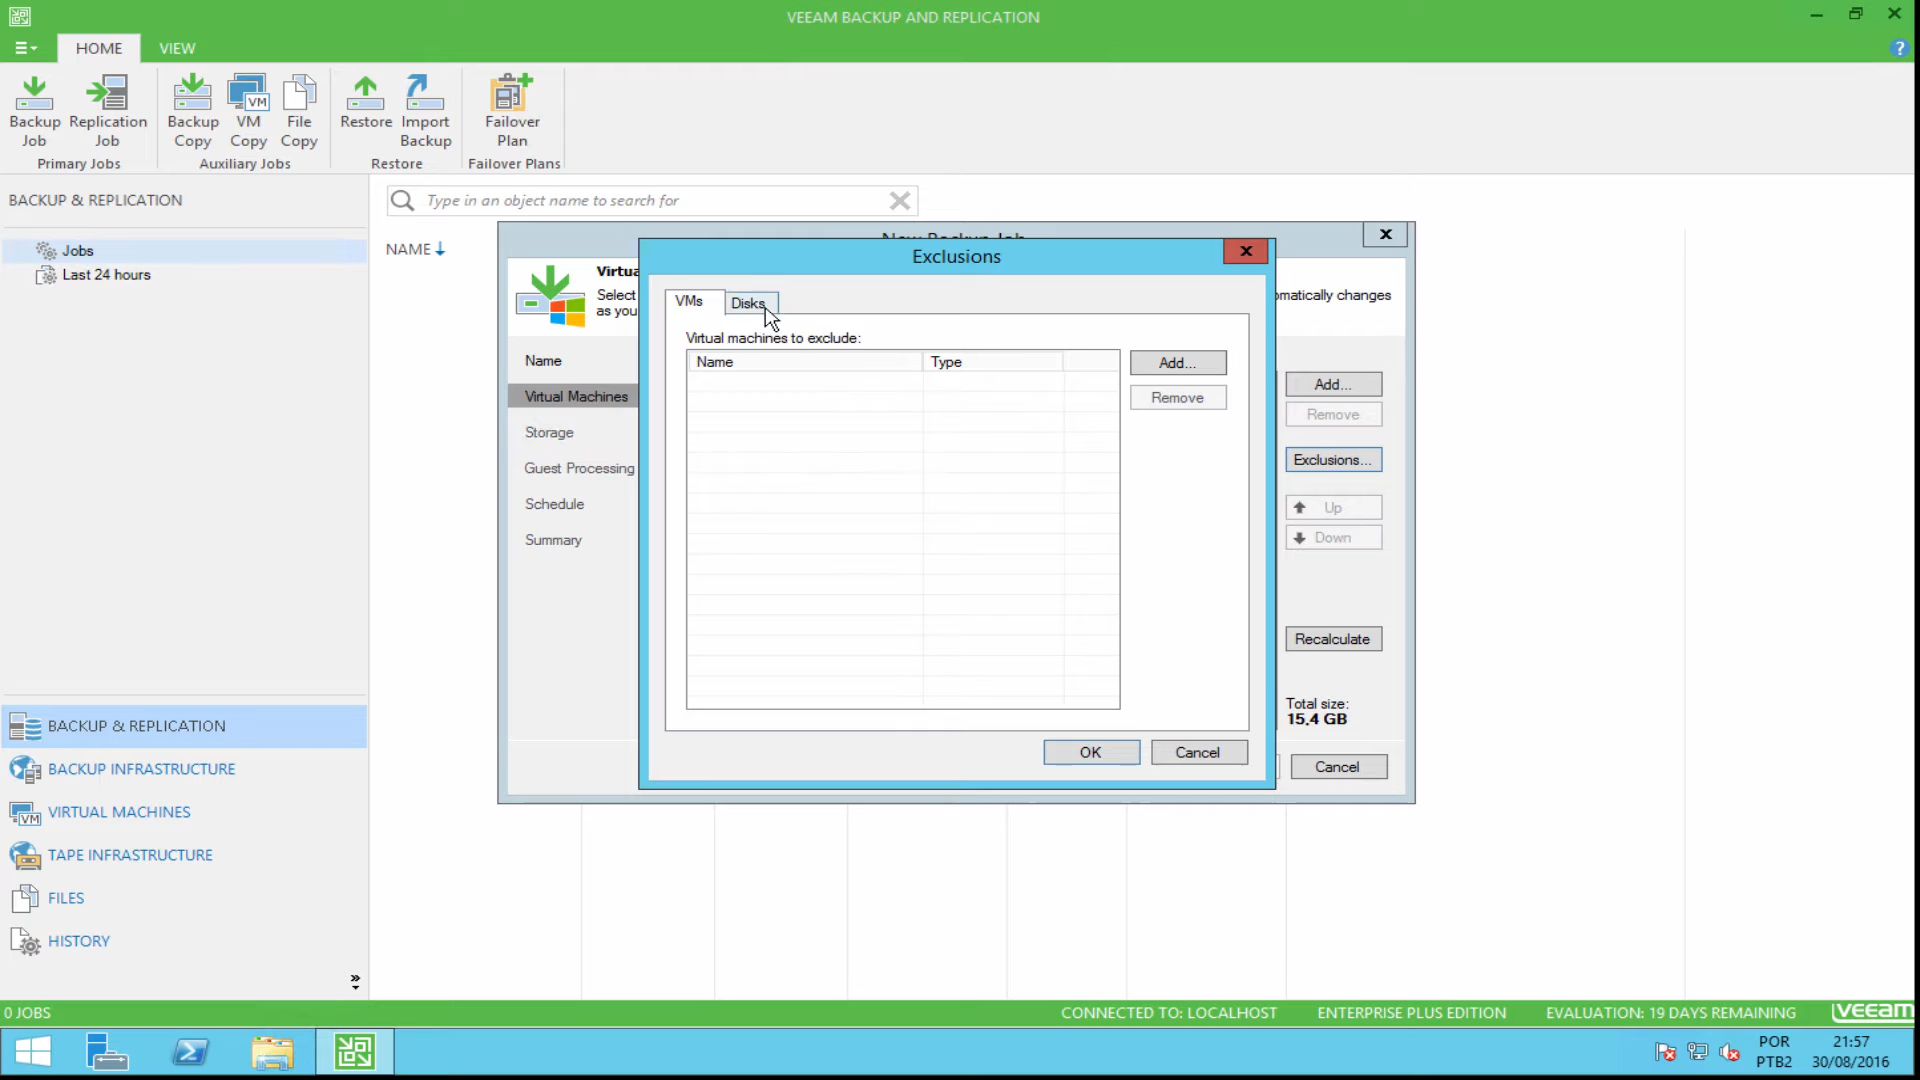 VEEAM BACKUP AND REPLICATION
HOME
VIEW
?
Backup
Job
Replication
Job
Backup
Copy
VM
VM
Copy
File
Copy
Restore
Import
Backup
Failover
Plan
Primary Jobs
Auxiliary Jobs
Restore
Failover Plans
BACKUP & REPLICATION
Type in an object name to search for
Jobs
Last 24 hours
NAME
New Backup Job
Exclusions
Virtua
Select
as you
omatically changes
VMs
Disks
Virtual machines to exclude:
Name
Type
Add...
Remove
OK
Cancel
Name
Virtual Machines
Storage
Guest Processing
Schedule
Summary
Add...
Remove
Exclusions...
Up
Down
Recalculate
Total size:
15,4 GB
Cancel
BACKUP & REPLICATION
BACKUP INFRASTRUCTURE
VM
VIRTUAL MACHINES
TAPE INFRASTRUCTURE
FILES
HISTORY
0 JOBS
CONNECTED TO: LOCALHOST
ENTERPRISE PLUS EDITION
EVALUATION: 19 DAYS REMAINING
veeam
POR
PTB2
21:57
30/08/2016